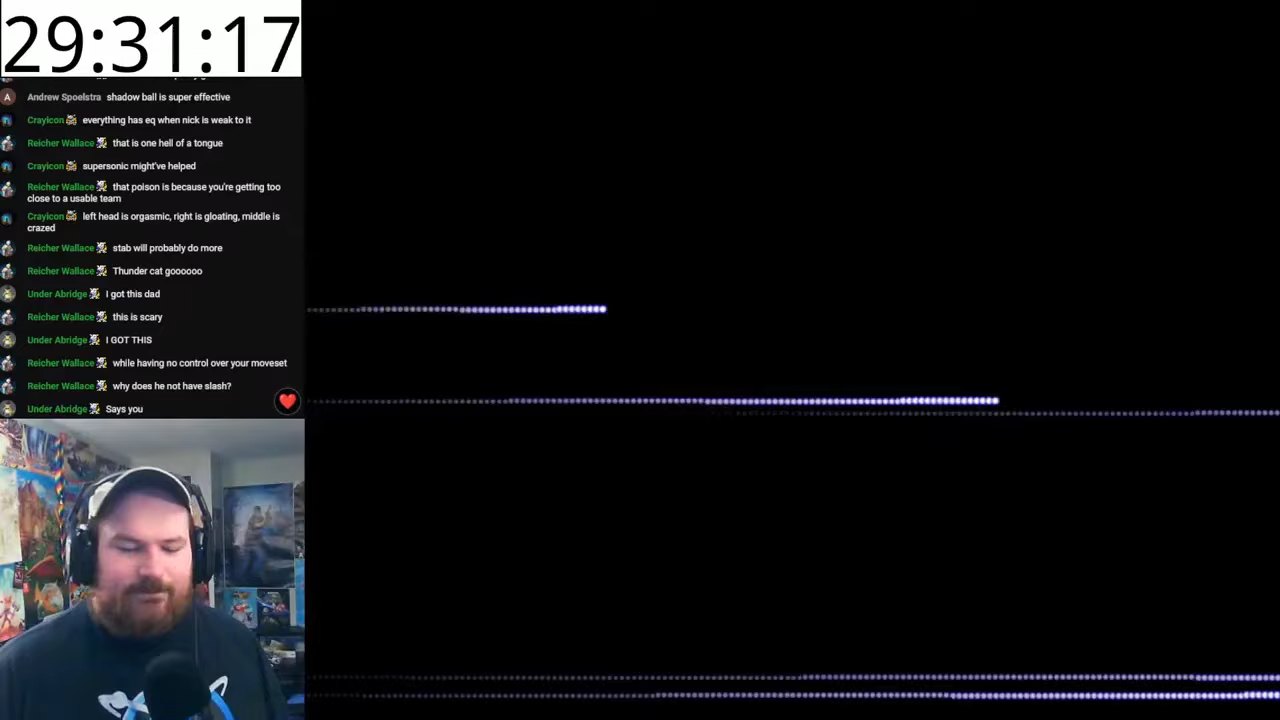 29:31:17
Andrew Spoelstra shadow ball is super effective
Crayicon everything has eq when nick is weak to it
Reicher Wallace that is one hell of a tongue
Crayicon supersonic might've helped
Reicher Wallace that poison is because you're getting too
close to a usable team
Crayicon left head is orgasmic, right is gloating, middle is
crazed
Reicher Wallace stab will probably do more
Reicher Wallace Thunder cat goooooo
Under Abridge I got this dad
Reicher Wallace this is scary
Under Abridge I GOT THIS
Reicher Wallace while having no control over your moveset
Reicher Wallace why does he not have slash?
Under Abridge Says you